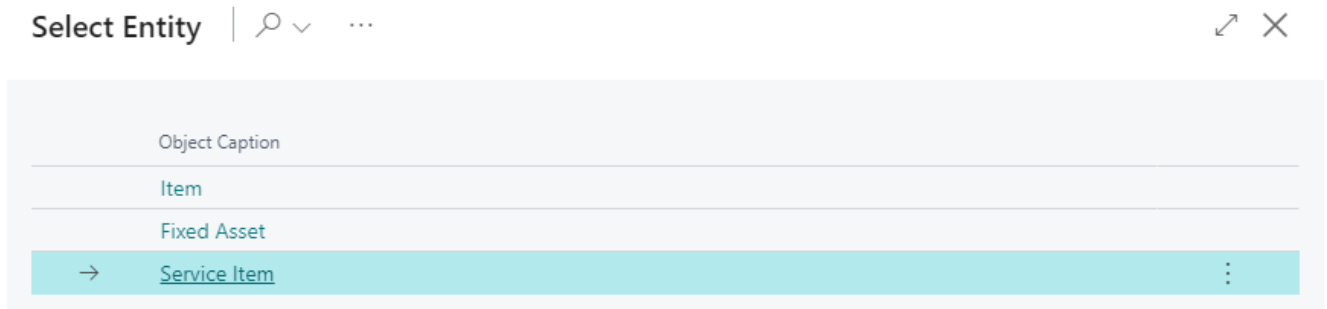 Select Entity
Object Caption
Item
Fixed Asset
Service Item